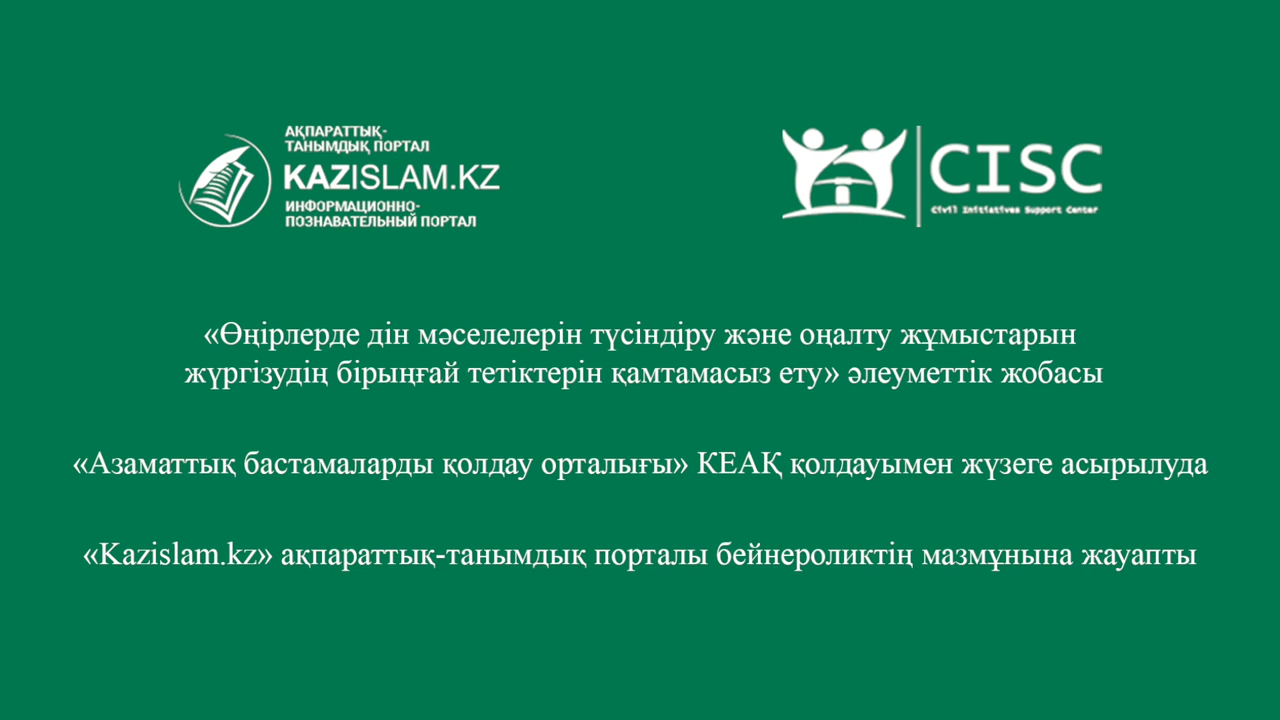 АҚПАРАТТЫҚ-
ТАНЫМДЫҚ ПОРТАЛ
KAZISLAM.KZ
ИНФОРМАЦИОННО-
ПОЗНАВАТЕЛЬНЫЙ ПОРТАЛ
CISC
Civil Initiatives Support Center
«Өңірлерде дін мәселелерін түсіндіру және оңалту жұмыстарын
жүргізудің бірыңғай тетіктерін қамтамасыз ету» әлеуметтік жобасы
«Азаматтық бастамаларды қолдау орталығы» КЕАҚ қолдауымен жүзеге асырылуда
«Kazislam.kz» ақпараттық-танымдық порталы бейнероликтің мазмұнына жауапты